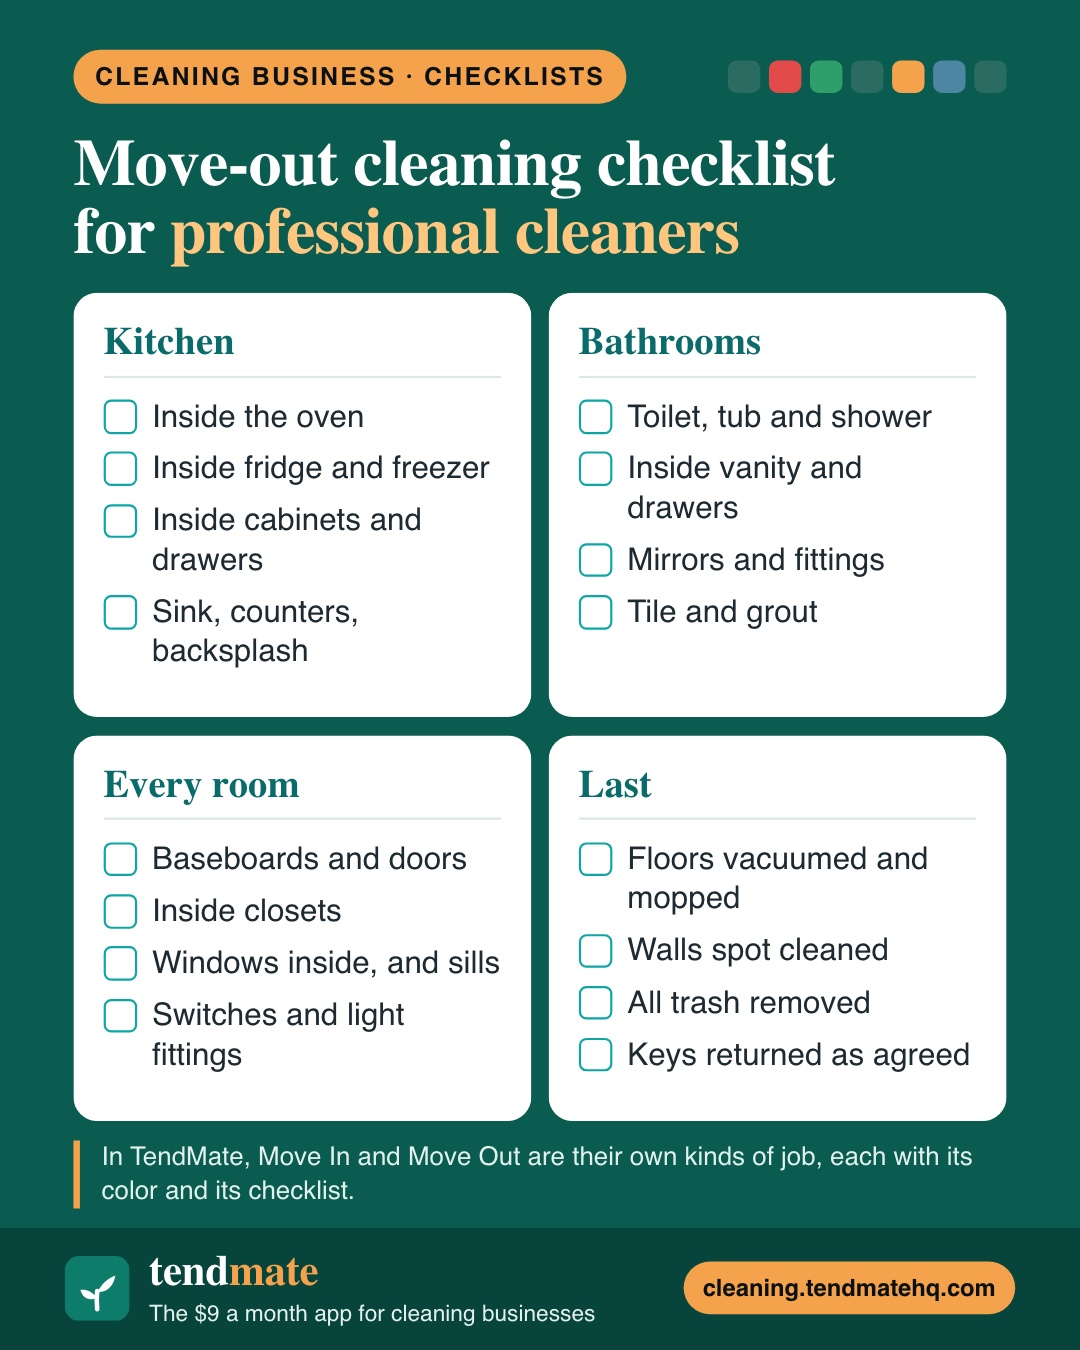 CLEANING BUSINESS · CHECKLISTS
Move-out cleaning checklist
for professional cleaners
Kitchen
Inside the oven
Inside fridge and freezer
Inside cabinets and
drawers
Sink, counters,
backsplash
Bathrooms
Toilet, tub and shower
Inside vanity and
drawers
Mirrors and fittings
Tile and grout
Every room
Baseboards and doors
Inside closets
Windows inside, and sills
Switches and light
fittings
Last
Floors vacuumed and
mopped
Walls spot cleaned
All trash removed
Keys returned as agreed
In TendMate, Move In and Move Out are their own kinds of job, each with its
color and its checklist.
tendmate
The $9 a month app for cleaning businesses
cleaning.tendmatehq.com